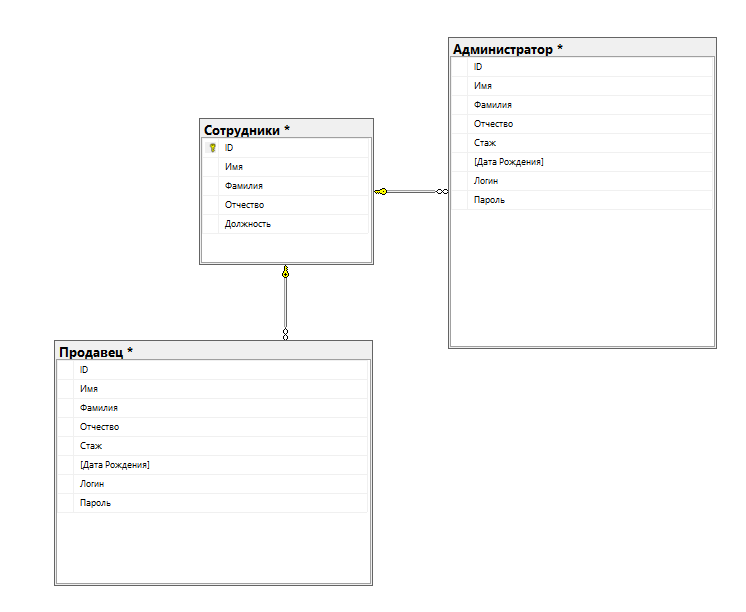 Администратор *
ID
Имя
Фамилия
Отчество
Стаж
[Дата Рождения]
Логин
Пароль
Сотрудники *
ID
Имя
Фамилия
Отчество
Должность
Продавец *
ID
Имя
Фамилия
Отчество
Стаж
[Дата Рождения]
Логин
Пароль